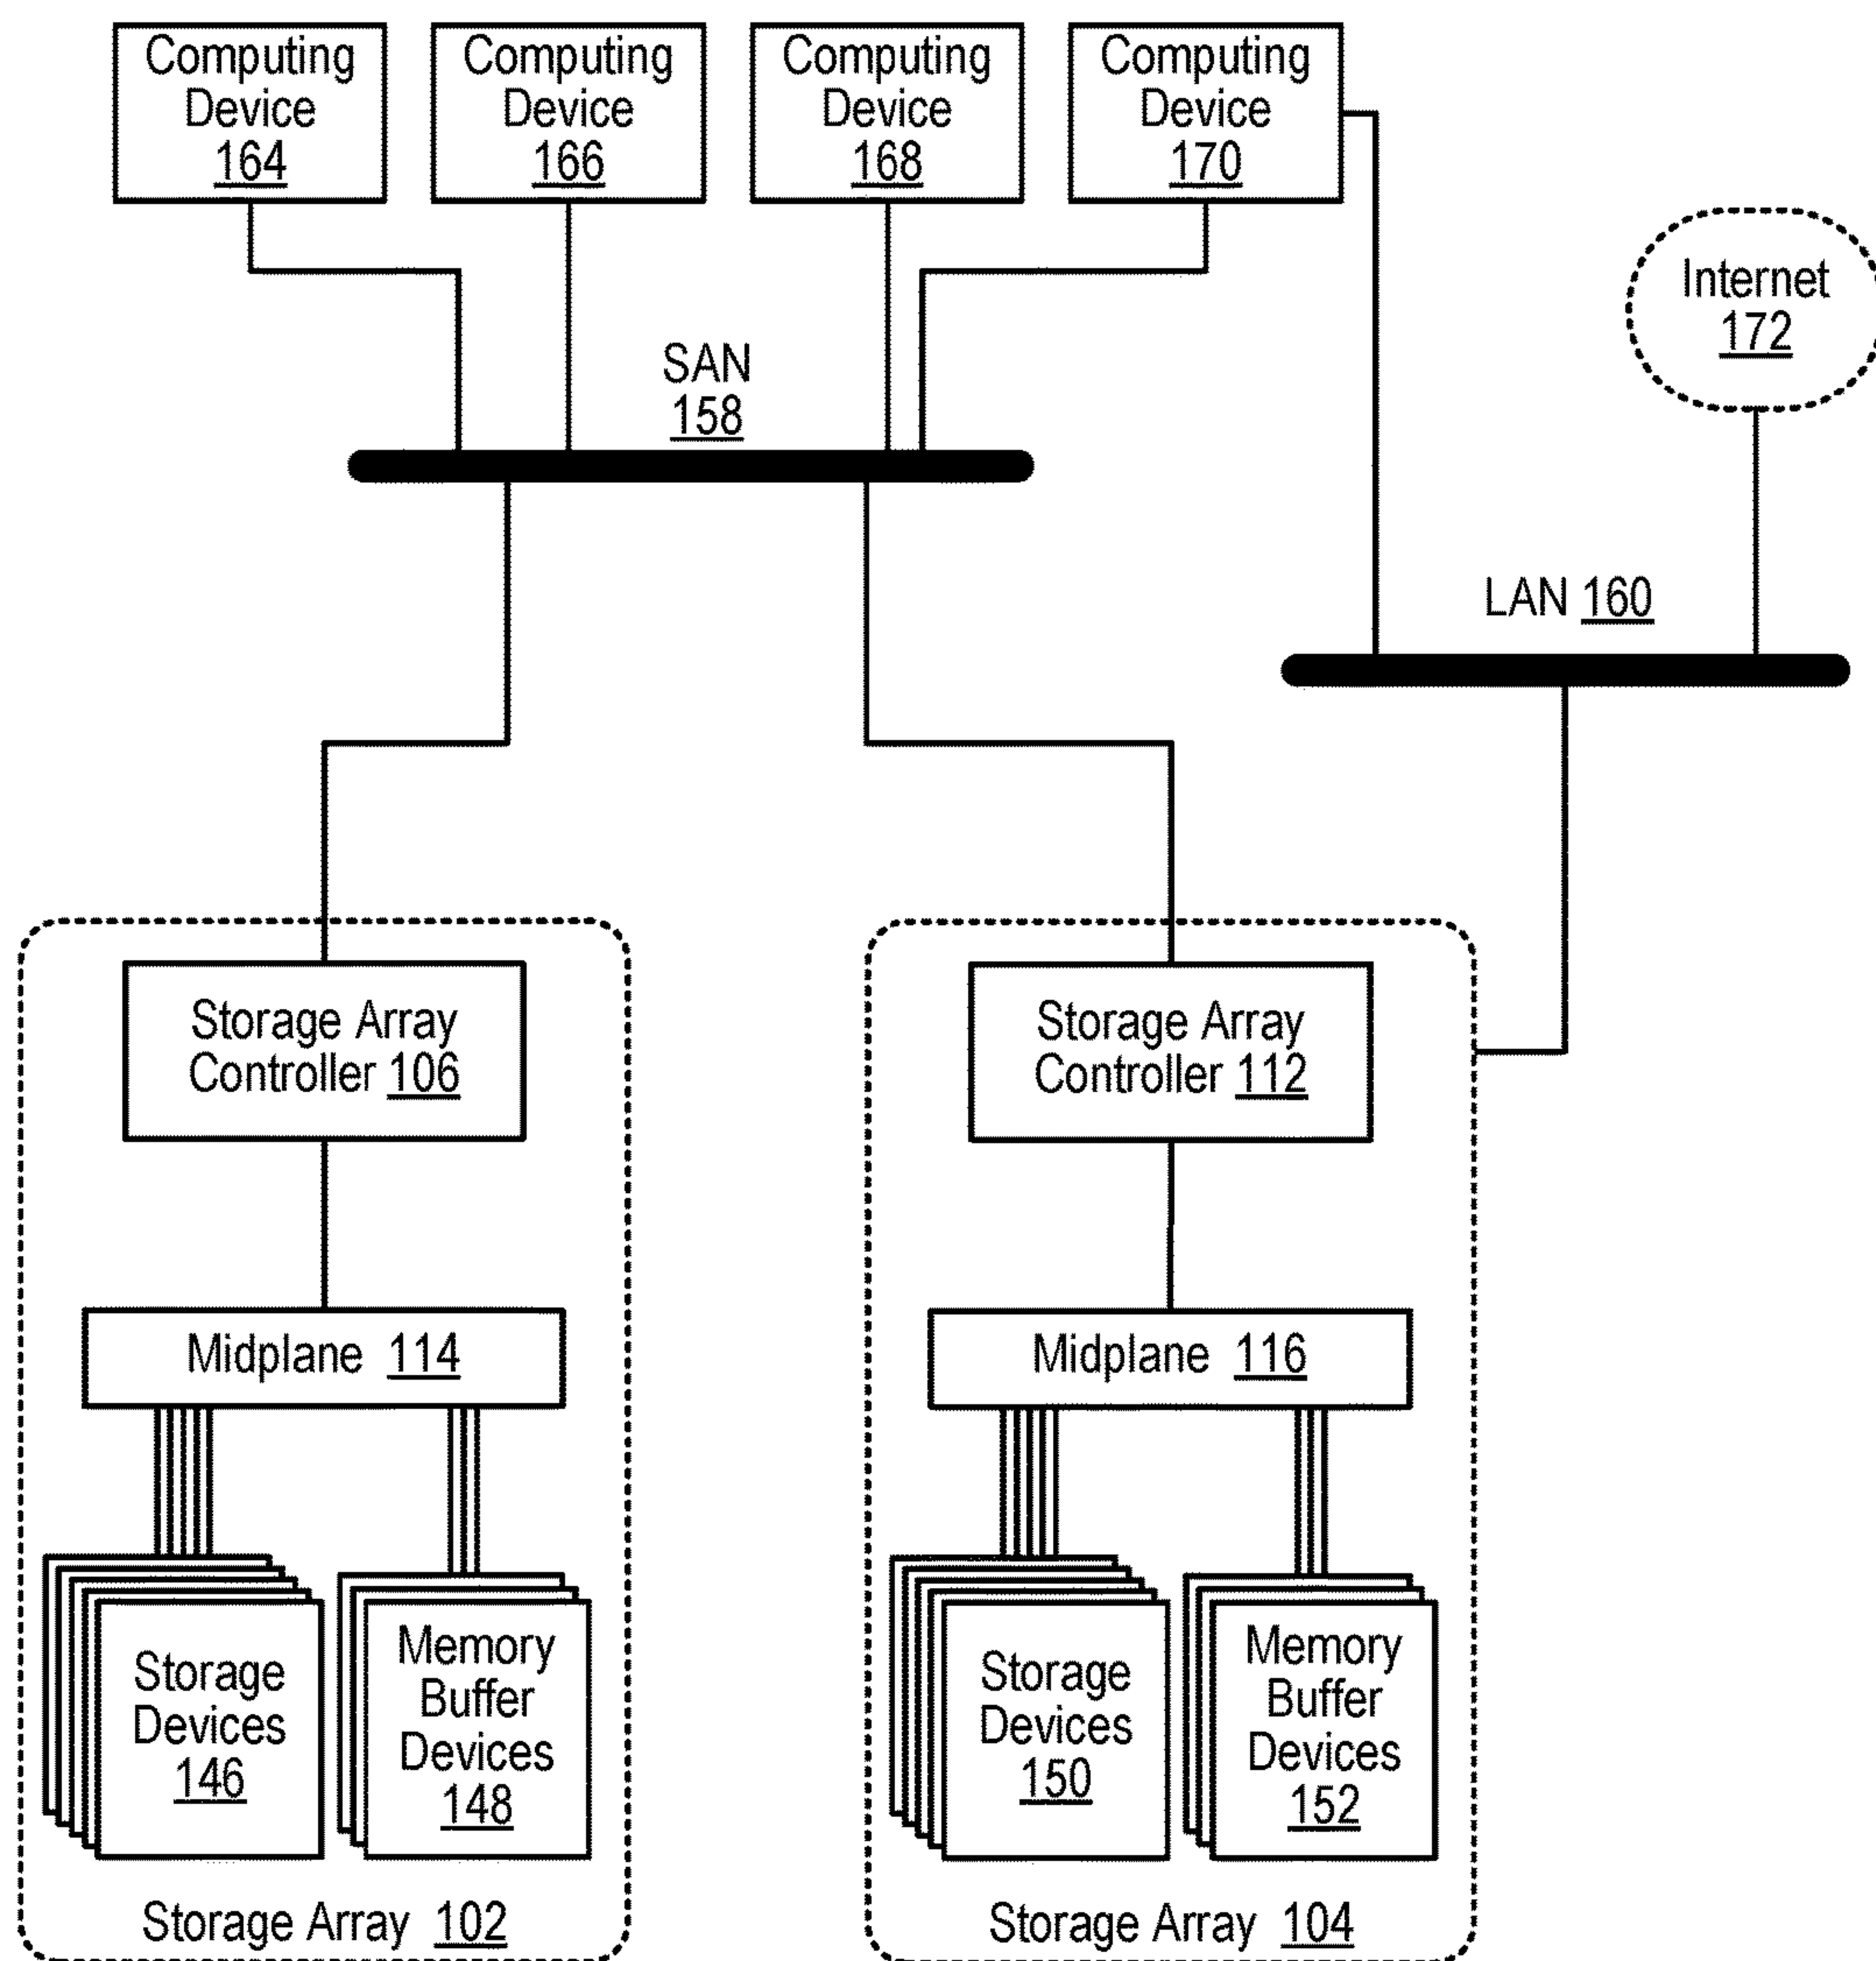 Computing
Device
164
Computing
Device
166
Computing
Device
168
Computing
Device
170
Internet
172
SAN
158
LAN 160
Storage Array
Controller 106
Storage Array
Controller 112
Midplane 114
Midplane 116
Storage
Devices
146
Memory
Buffer
Devices
148
Storage
Devices
150
Memory
Buffer
Devices
152
Storage Array 102
Storage Array 104